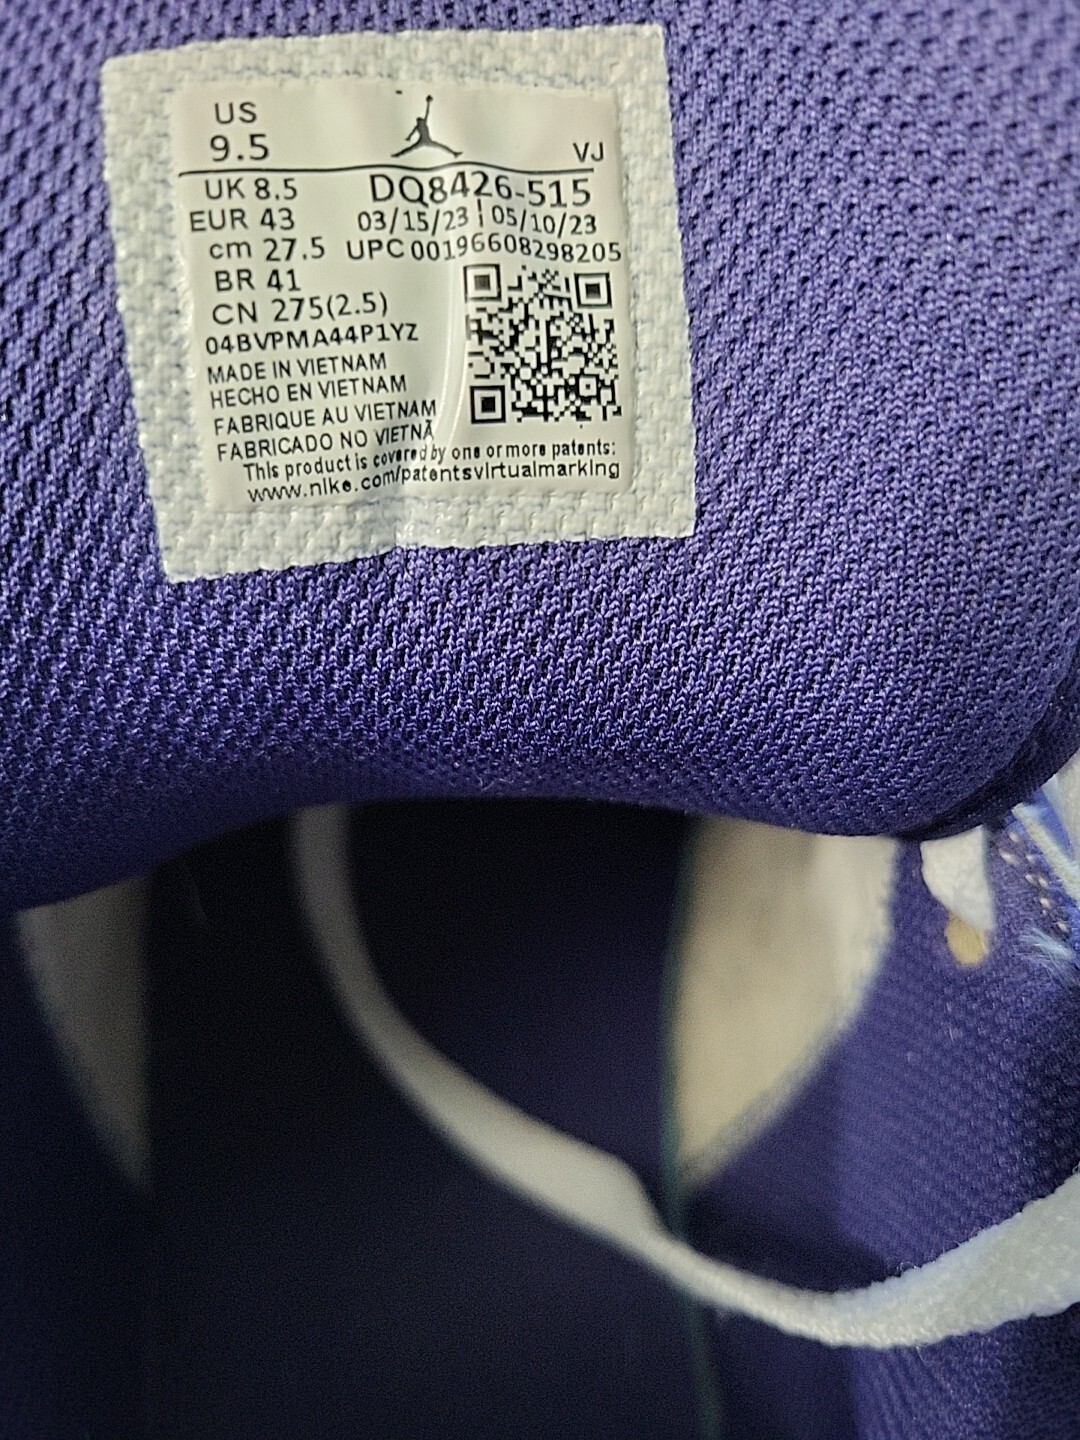 US
9.5
VJ
UK 8.5 DQ8426-515
EUR 43 03/15/23 | 05/10/23
cm 27.5 UPC 00196608298205
BR 41
CN 275(2.5)
04BVPMA44P1YZ
MADE IN VIETNAM
HECHO EN VIETNAM
FABRIQUE AU VIETNAM
FABRICADO NO VIETNÃ
This product is covered by one or more patents:
www.nike.com/patentsvirtualmarking